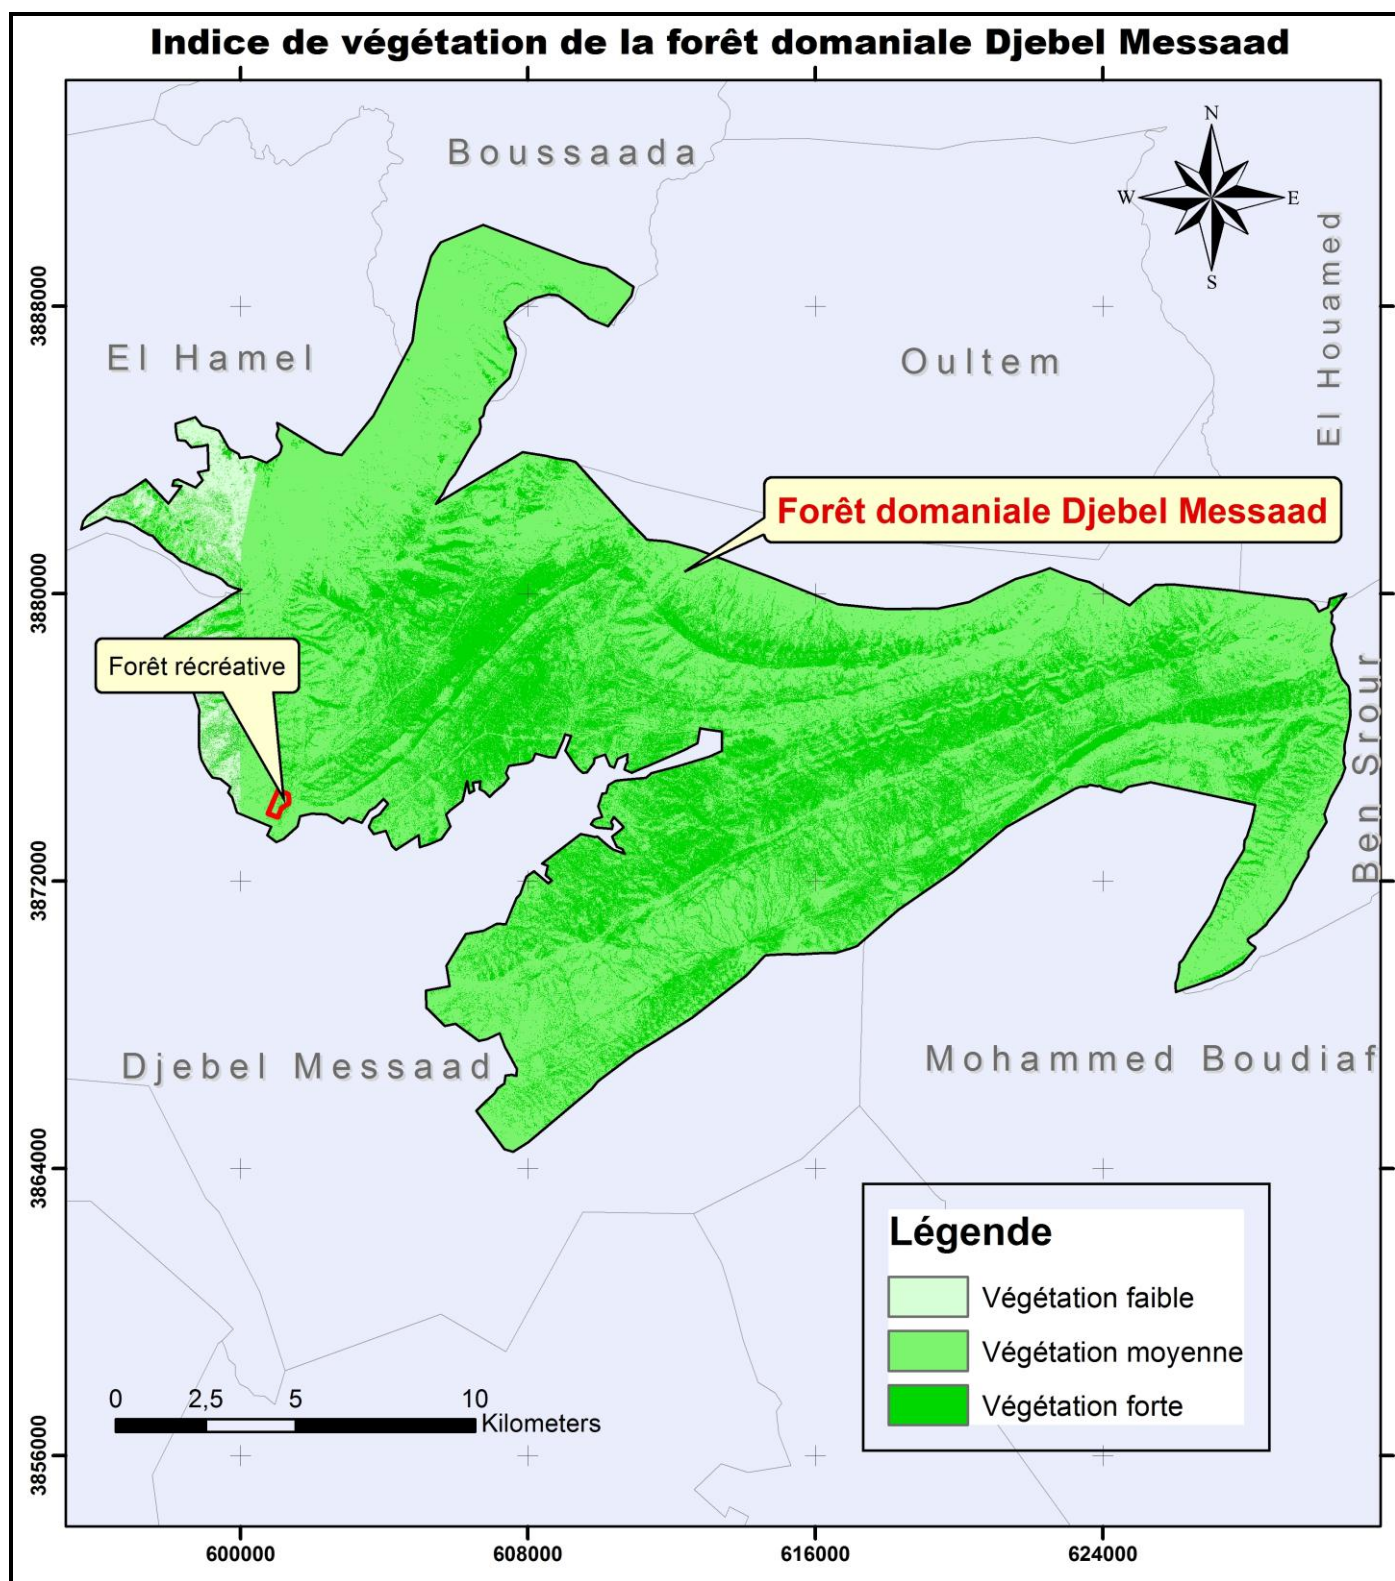 Indice de végétation de la forêt domaniale Djebel Messaad
Boussaada
N
W
E
S
El Houamed
3888000
El Hamel
Oultem
Forêt domaniale Djebel Messaad
3880000
Forêt récréative
Ben Srour
3872000
Djebel Messaad
Mohammed Boudiaf
3864000
Légende
Végétation faible
Végétation moyenne
Végétation forte
0 2,5 5 10
Kilometers
3856000
600000 608000 616000 624000